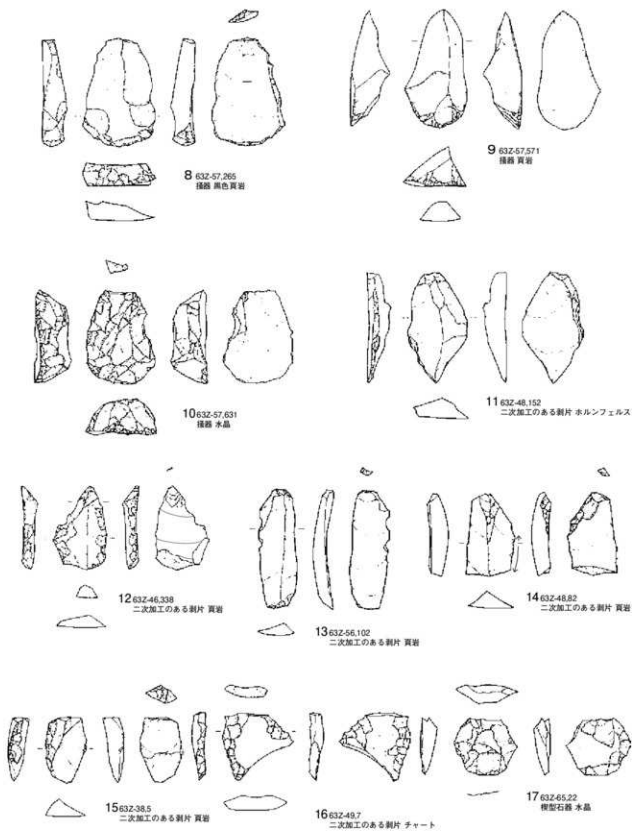 8 63Z-57,265
掻器 黒色頁岩
9 63Z-57,571
掻器 頁岩
10 63Z-57,631
掻器 水晶
11 63Z-48,152
二次加工のある剥片 ホルンフェルス
12 63Z-46,338
二次加工のある剥片 頁岩
13 63Z-56,102
二次加工のある剥片 頁岩
14 63Z-48,82
二次加工のある剥片 頁岩
15 63Z-38,5
二次加工のある剥片 頁岩
16 63Z-49,7
二次加工のある剥片 チャート
17 63Z-65,22
楔型石器 水晶